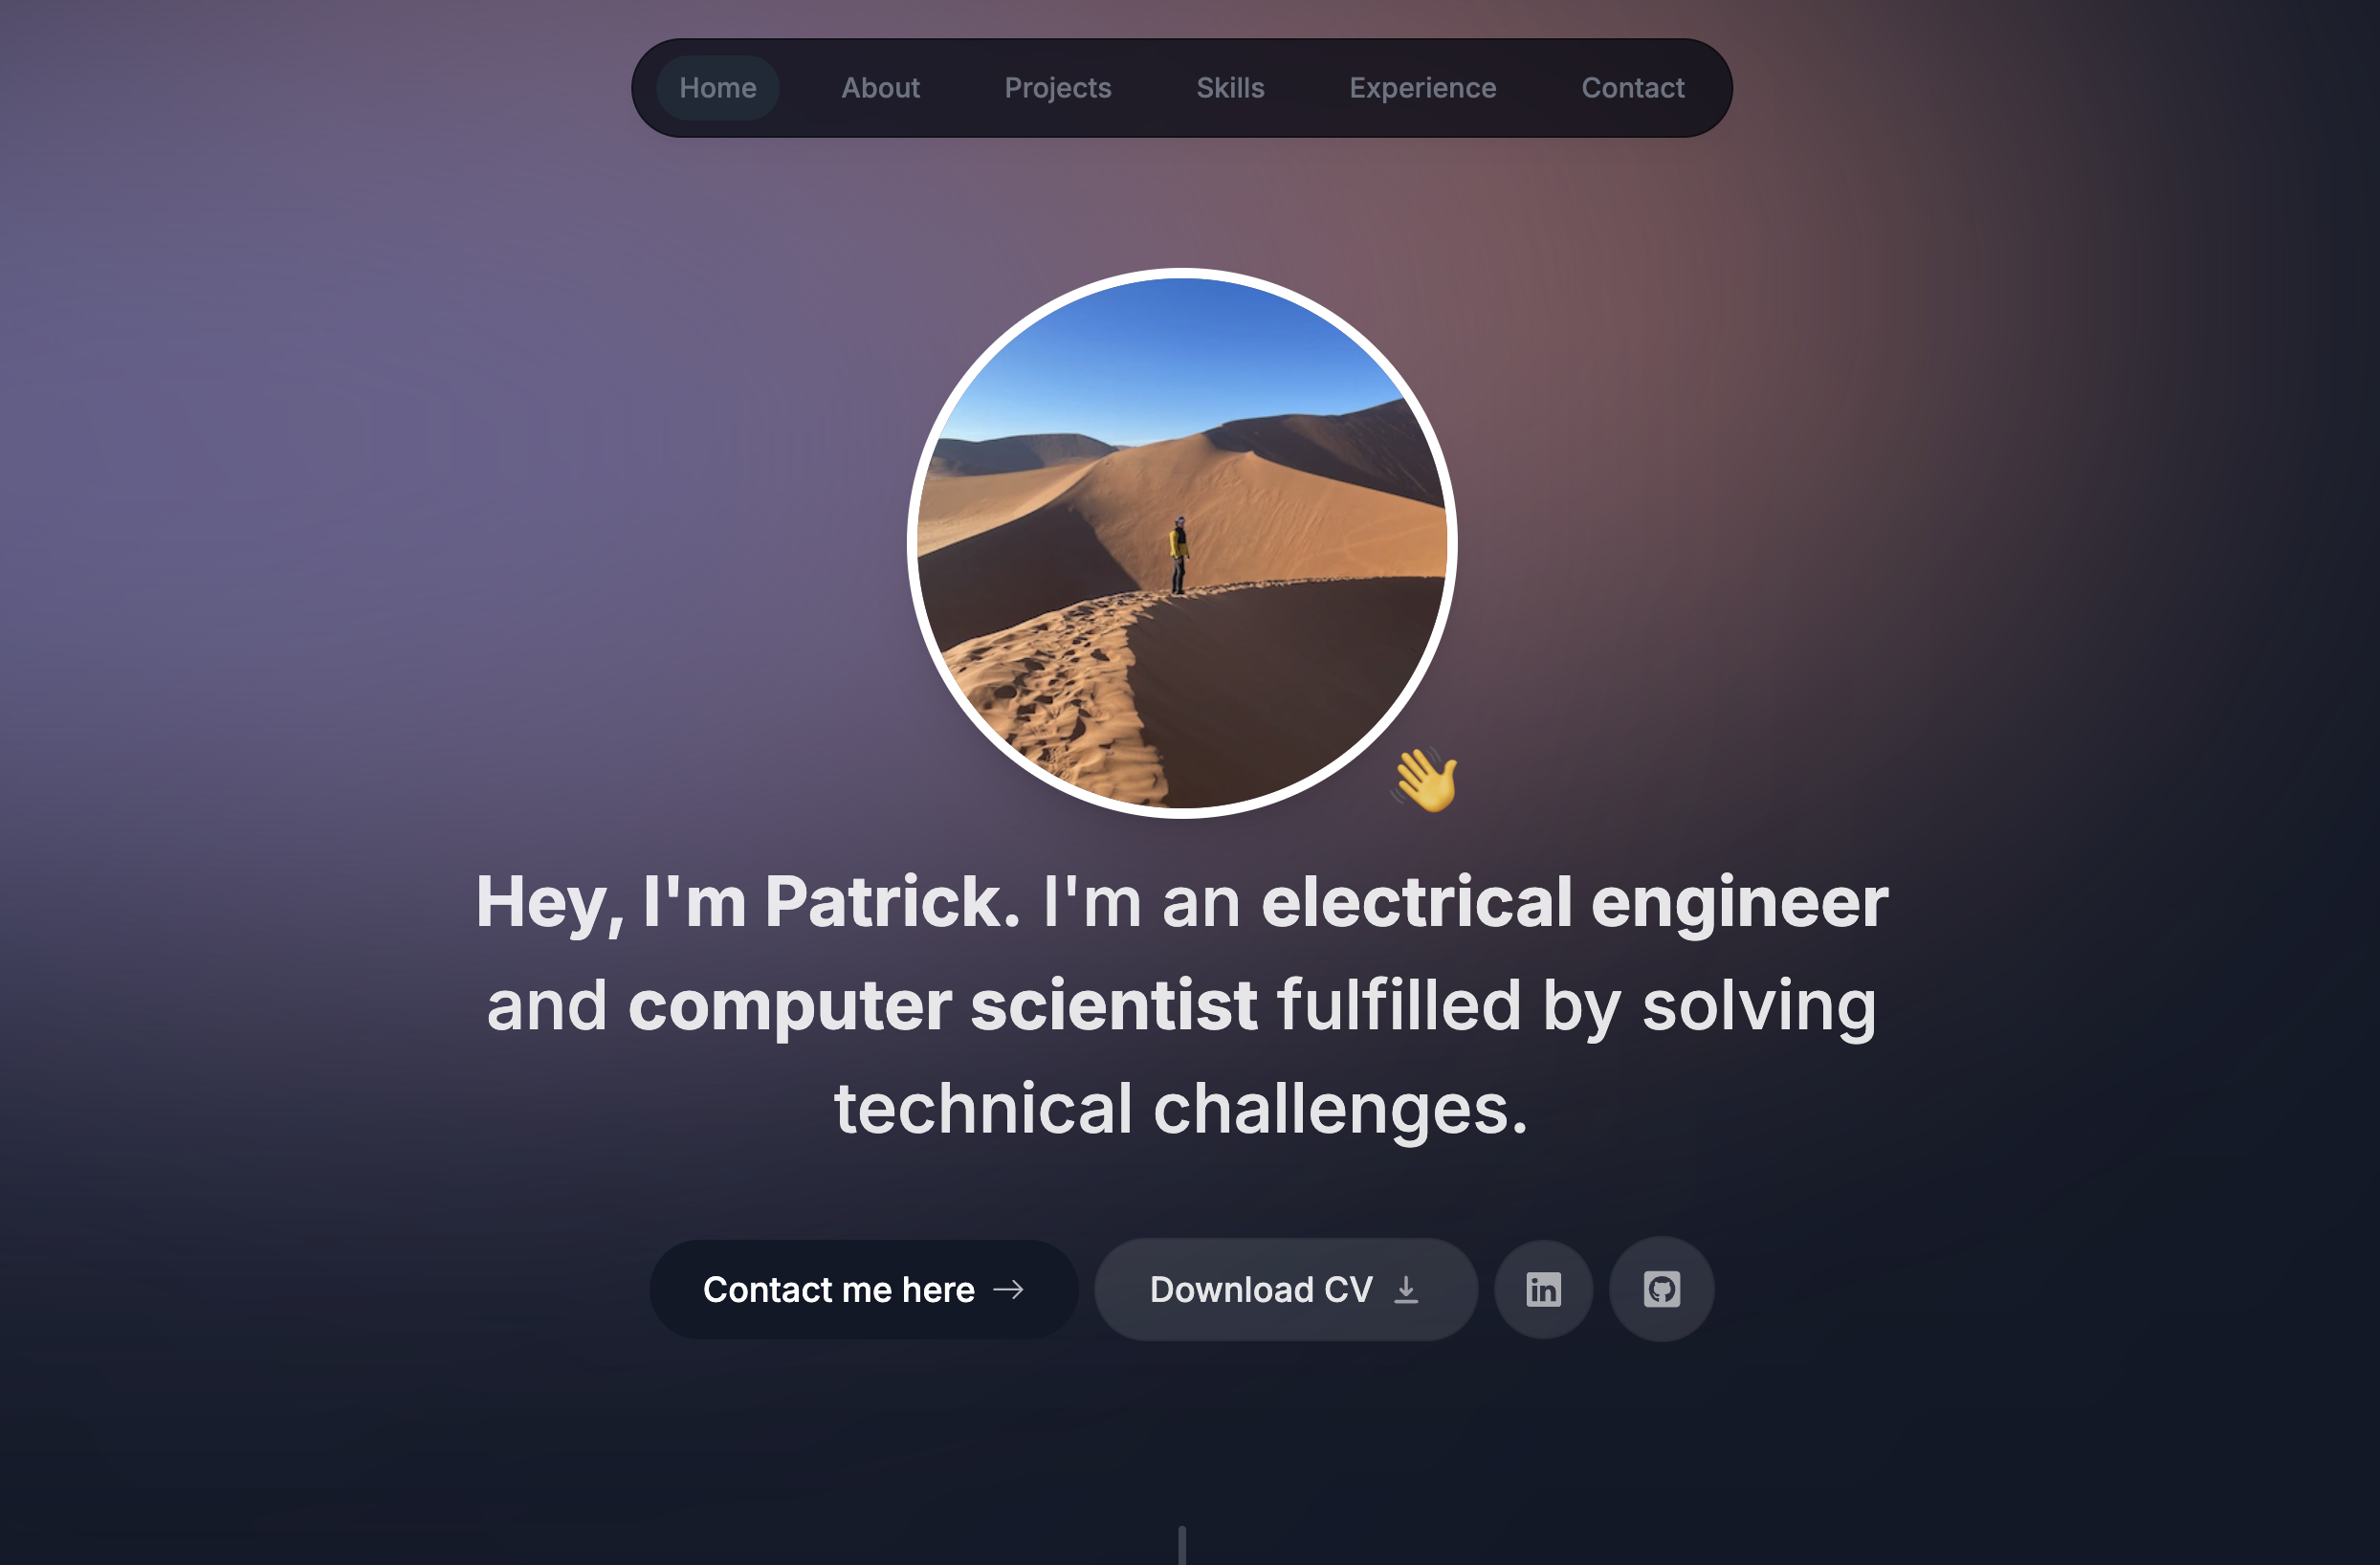 Home About Projects Skills Experience Contact
Hey, I'm Patrick. I'm an electrical engineer
and computer scientist fulfilled by solving
technical challenges.
Contact me here Download CV in